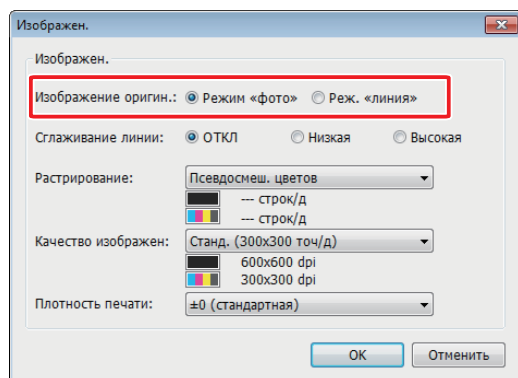 Изображен.
Изображен.
Изображение оригин.: Режим «фото» Реж. «линия»
Сглаживание линии: ОТКЛ Низкая Высокая
Растрирование: Псевдосмеш. цветов
--- строк/д
--- строк/д
Качество изображен: Станд. (300x300 точ/д)
600x600 dpi
300x300 dpi
Плотность печати: ±0 (стандартная)
OK Отменить